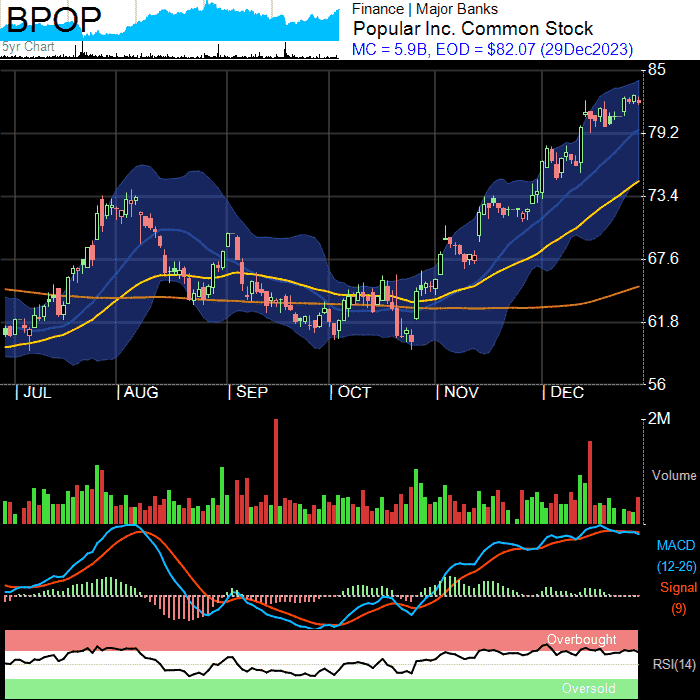 BPOP
5yr Chart
Finance | Major Banks
Popular Inc. Common Stock
MC = 5.9B, EOD = $82.07 (29Dec2023)
85
79.2
73.4
67.6
61.8
56
| JUL | AUG | SEP | OCT | NOV | DEC
2M
Volume
MACD
(12-26)
Signal
(9)
Overbought
RSI(14)
Oversold